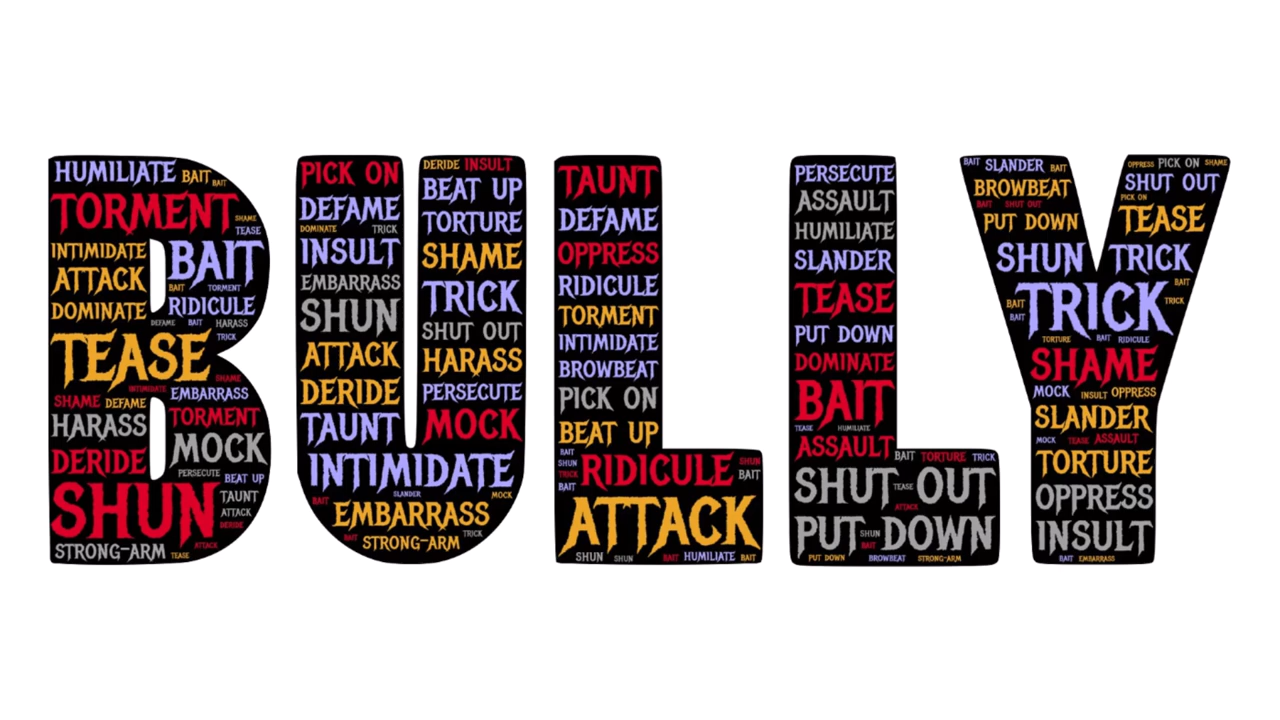 HUMILIATE BAIT
BAIT
TORMENT
SHAME
TEASE
INTIMIDATE
BAIT
ATTACK
BAIT TORMENT
DOMINATE RIDICULE
DEFAME BAIT HARASS
TEASE
TRICK
SHAME
INTIMIDATE EMBARRASS
SHAME DEFAME
HARASS TORMENT
MOCK
DERIDE
PERSECUTE
BEAT UP
SHUN
TAUNT
ATTACK
DERIDE
STRONG-ARM TEASE ATTACK
PICK ON
DEFAME
DOMINATE TRICK
INSULT
EMBARRASS
SHUN
ATTACK
DERIDE
TAUNT
DERIDE INSULT
BEAT UP
TORTURE
SHAME
TRICK
SHUT OUT
HARASS
PERSECUTE
MOCK
INTIMIDATE
SLANDER
BAIT MOCK
EMBARRASS
BAIT STRONG-ARM TRICK
TAUNT
DEFAME
OPPRESS
RIDICULE
TORMENT
INTIMIDATE
BROWBEAT
PICK ON
BEAT UP
BAIT
SHUN
TRICK
BAIT
RIDICULE
SHUN
BAIT
ATTACK
SHUN SHUN BAIT HUMILIATE BAIT
PERSECUTE
ASSAULT
HUMILIATE
SLANDER
TEASE
PUT DOWN
DOMINATE
BAIT
TEASE HUMILIATE
ASSAULT
BAIT TORTURE TRICK
SHUT OUT
TEASE
ATTACK
PUT DOWN
SHUN
BAIT
PUT DOWN BROWBEAT STRONG-ARM
BAIT SLANDER BAIT
BROWBEAT
BAIT SHUT OUT
PUT DOWN
SHUN
OPPRESS PICK ON SHAME
SHUT OUT
PICK ON
TEASE
TRICK
BAIT
BAIT
BAIT
TRICK
TRICK
TORTURE BAIT RIDICULE
SHAME
MOCK INSULT OPPRESS
SLANDER
MOCK TEASE ASSAULT
TORTURE
OPPRESS
INSULT
BAIT EMBARRASS